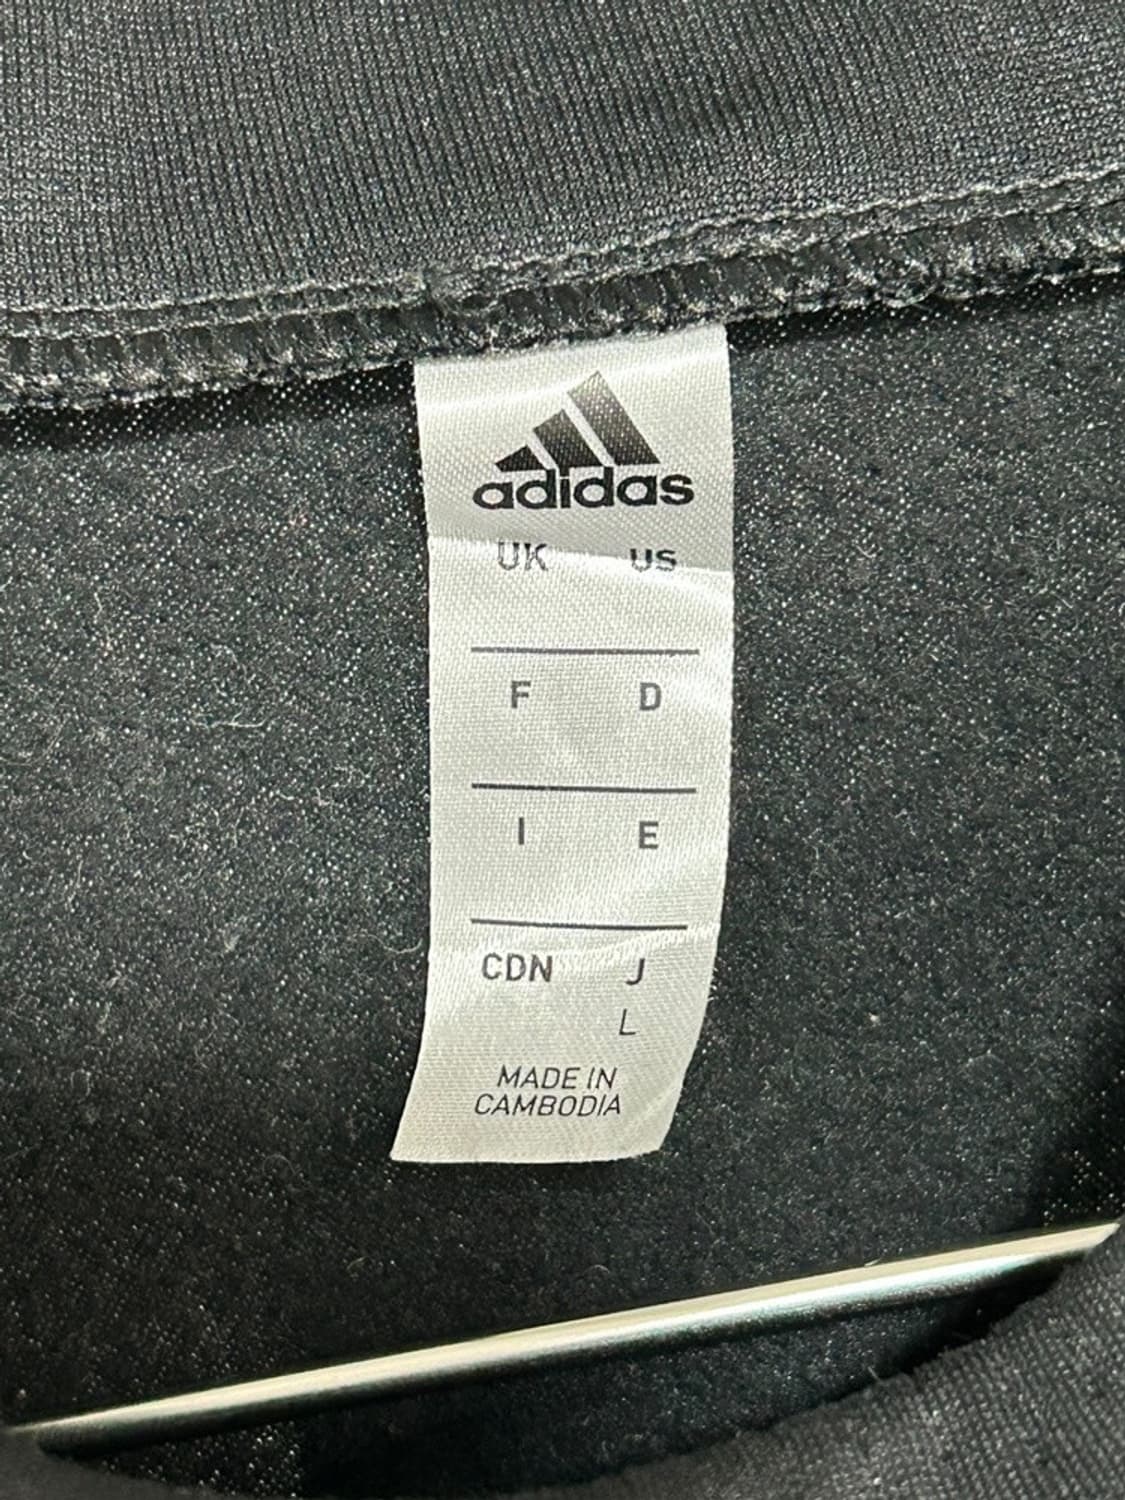 adidas
UK US
F D
I E
CDN J
L
MADE IN
CAMBODIA